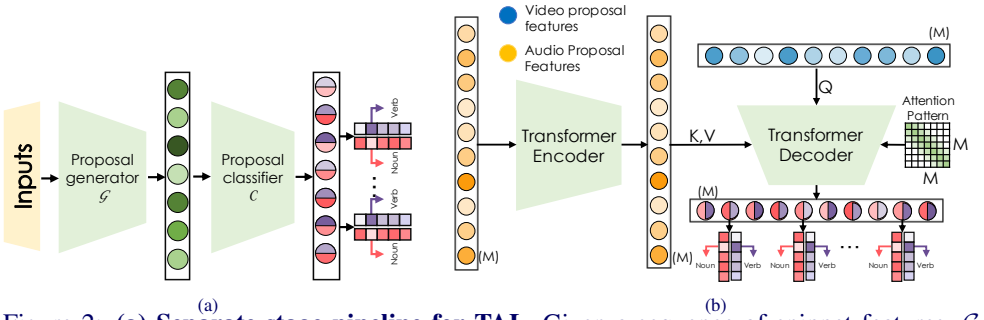 Inputs
Proposal
generator
𝒢
Proposal
classifier
𝒞
Verb
Noun
Verb
Noun
(a)
Video proposal
features
Audio Proposal
Features
(M)
Transformer
Encoder
(M)
K,V
(M)
Q
Transformer
Decoder
Attention
Pattern
M
M
(M)
Noun
Verb
Noun
Verb
Noun
Verb
(b)